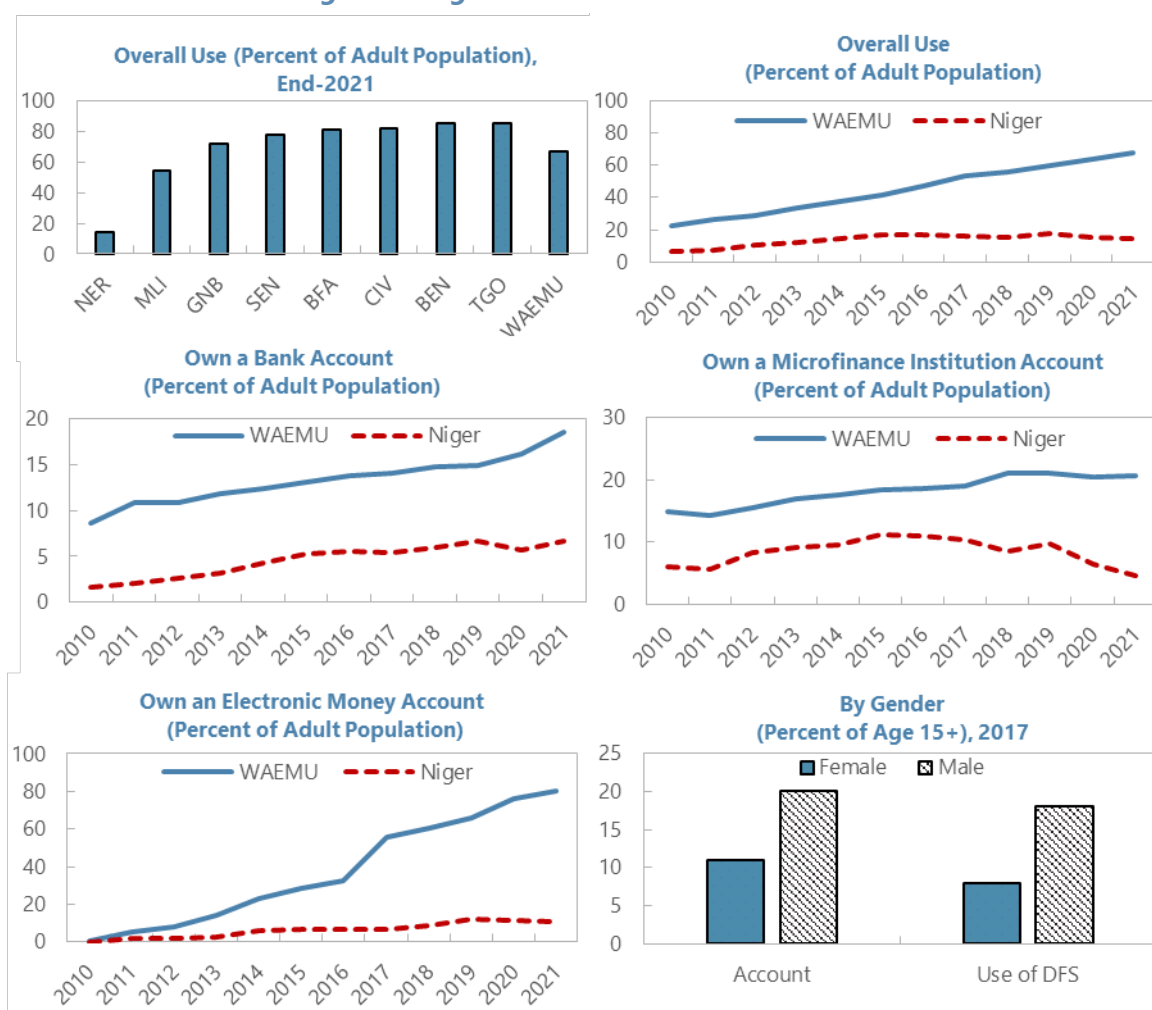 Overall Use (Percent of Adult Population),
End-2021
100
80
60
40
20
0
NER
MLI
GNB
SEN
BFA
CIV
BEN
TGO
WAEMU
Overall Use
(Percent of Adult Population)
100
80
60
40
20
0
WAEMU
Niger
2010
2011
2012
2013
2014
2015
2016
2017
2018
2019
2020
2021
Own a Bank Account
(Percent of Adult Population)
20
15
10
5
0
WAEMU
Niger
2010
2011
2012
2013
2014
2015
2016
2017
2018
2019
2020
2021
Own a Microfinance Institution Account
(Percent of Adult Population)
30
20
10
0
WAEMU
Niger
2010
2011
2012
2013
2014
2015
2016
2017
2018
2019
2020
2021
Own an Electronic Money Account
(Percent of Adult Population)
100
80
60
40
20
0
WAEMU
Niger
2010
2011
2012
2013
2014
2015
2016
2017
2018
2019
2020
2021
By Gender
(Percent of Age 15+), 2017
25
20
15
10
5
0
Female
Male
Account
Use of DFS